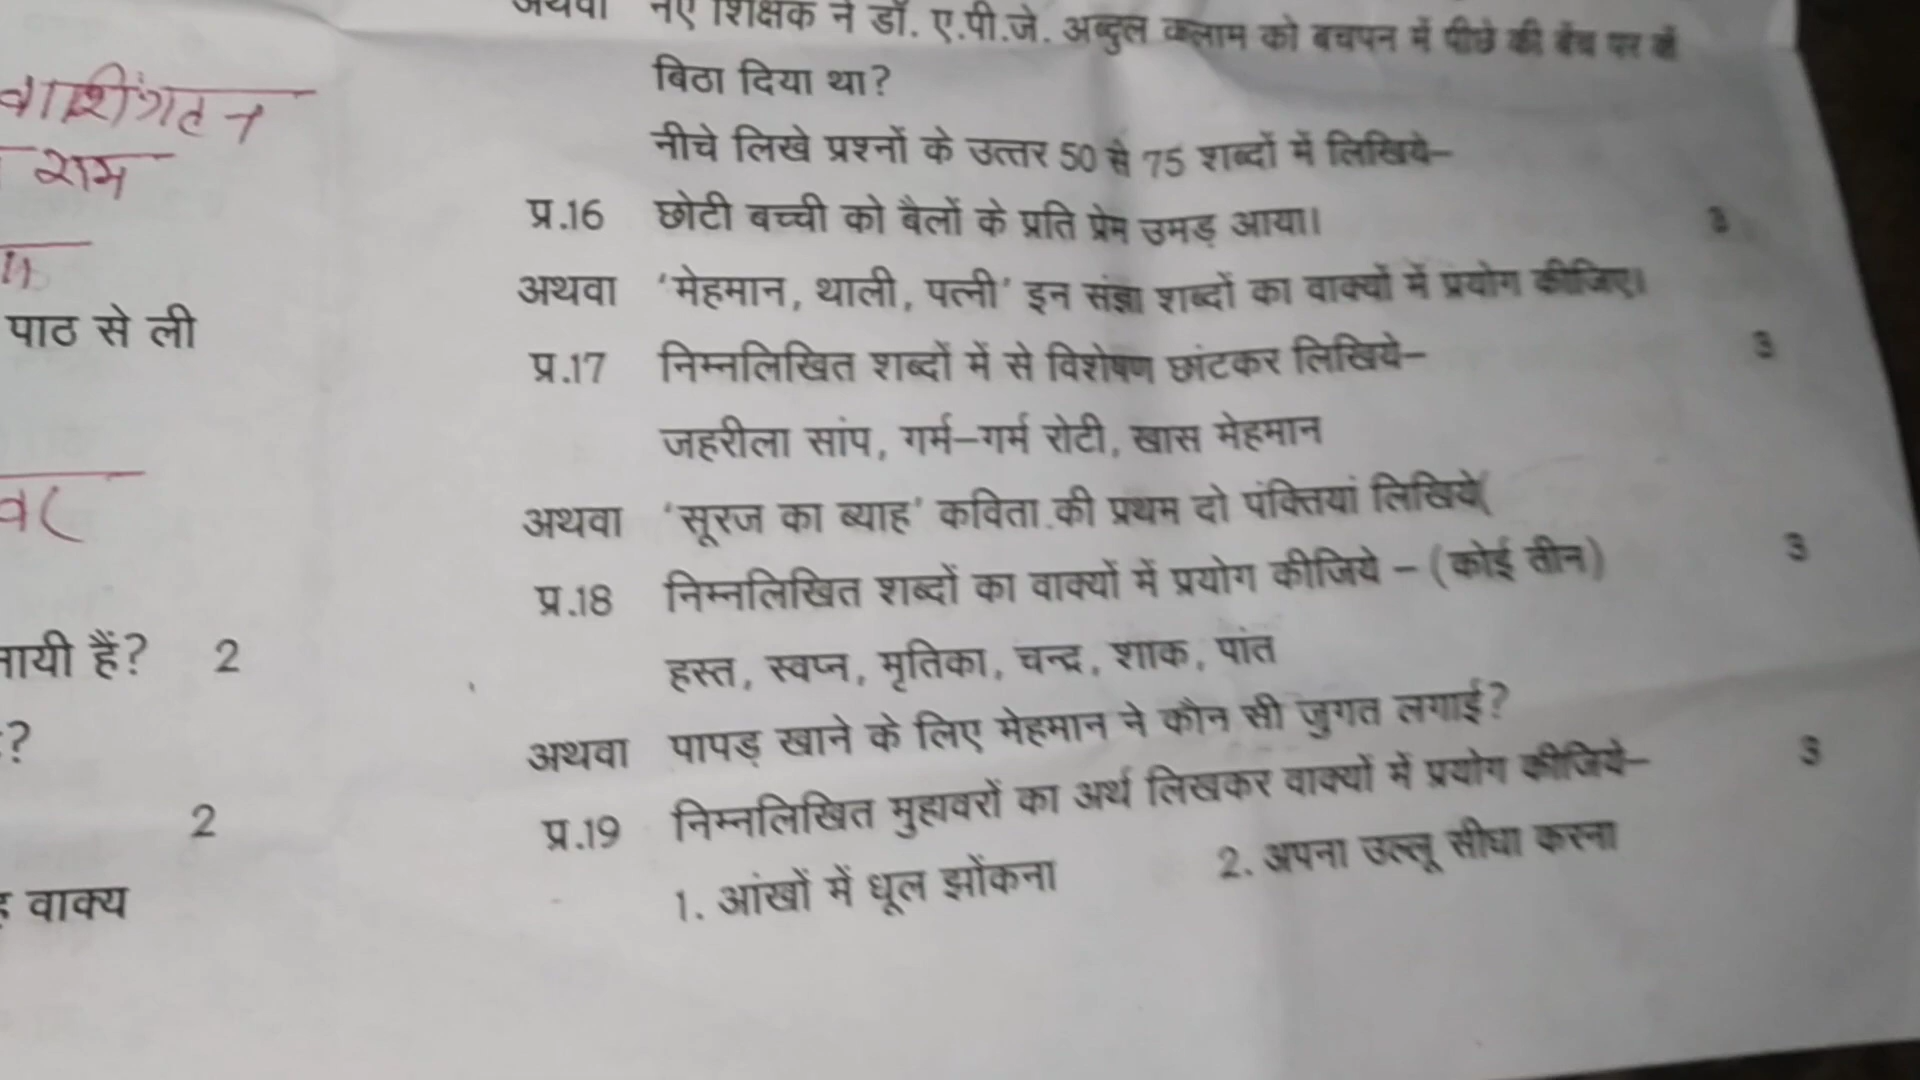 अथवा नए शिक्षक ने डॉ. ए.पी.जे. अब्दुल कलाम को बचपन में पीछे की बेंच पर
बिठा दिया था?
नीचे लिखे प्रश्नों के उत्तर 50 से 75 शब्दों में लिखिये–
प्र.16 छोटी बच्ची को बैलों के प्रति प्रेम उमड़ आया। 3
अथवा ‘मेहमान, थाली, पत्नी’ इन संज्ञा शब्दों का वाक्यों में प्रयोग कीजिए।
प्र.17 निम्नलिखित शब्दों में से विशेषण छांटकर लिखिये– 3
जहरीला सांप, गर्म–गर्म रोटी, खास मेहमान
अथवा ‘सूरज का ब्याह’ कविता की प्रथम दो पंक्तियां लिखिये(
प्र.18 निम्नलिखित शब्दों का वाक्यों में प्रयोग कीजिये – (कोई तीन) 3
हस्त, स्वप्न, मृतिका, चन्द्र, शाक, पांत
अथवा पापड़ खाने के लिए मेहमान ने कौन सी जुगत लगाई?
प्र.19 निम्नलिखित मुहावरों का अर्थ लिखकर वाक्यों में प्रयोग कीजिये– 3
1. आंखों में धूल झोंकना 2. अपना उल्लू सीधा करना
राम
पाठ से ली
नायी हैं? 2
?
2
वाक्य